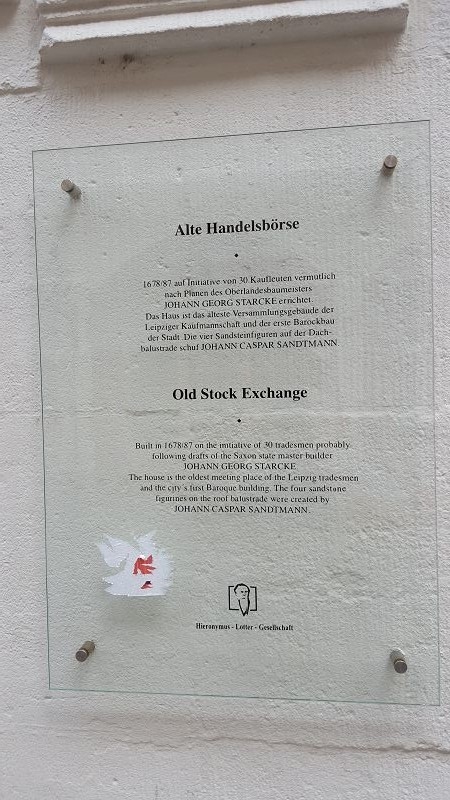 Alte Handelsbörse
1678/87 auf Initiative von 30 Kaufleuten vermutlich
nach Plänen des Oberlandesbaumeisters
JOHANN GEORG STARCKE errichtet.
Das Haus ist das älteste Versammlungsgebäude der
Leipziger Kaufmannschaft und der erste Barockbau
der Stadt. Die vier Sandsteinfiguren auf der Dach-
balustrade schuf JOHANN CASPAR SANDTMANN.
Old Stock Exchange
Built in 1678/87 on the initiative of 30 tradesmen probably
following drafts of the Saxon state master builder
JOHANN GEORG STARCKE.
The house is the oldest meeting place of the Leipzig tradesmen
and the city's first Baroque building. The four sandstone
figurines on the roof balustrade were created by
JOHANN CASPAR SANDTMANN.
Hieronymus - Lotter - Gesellschaft